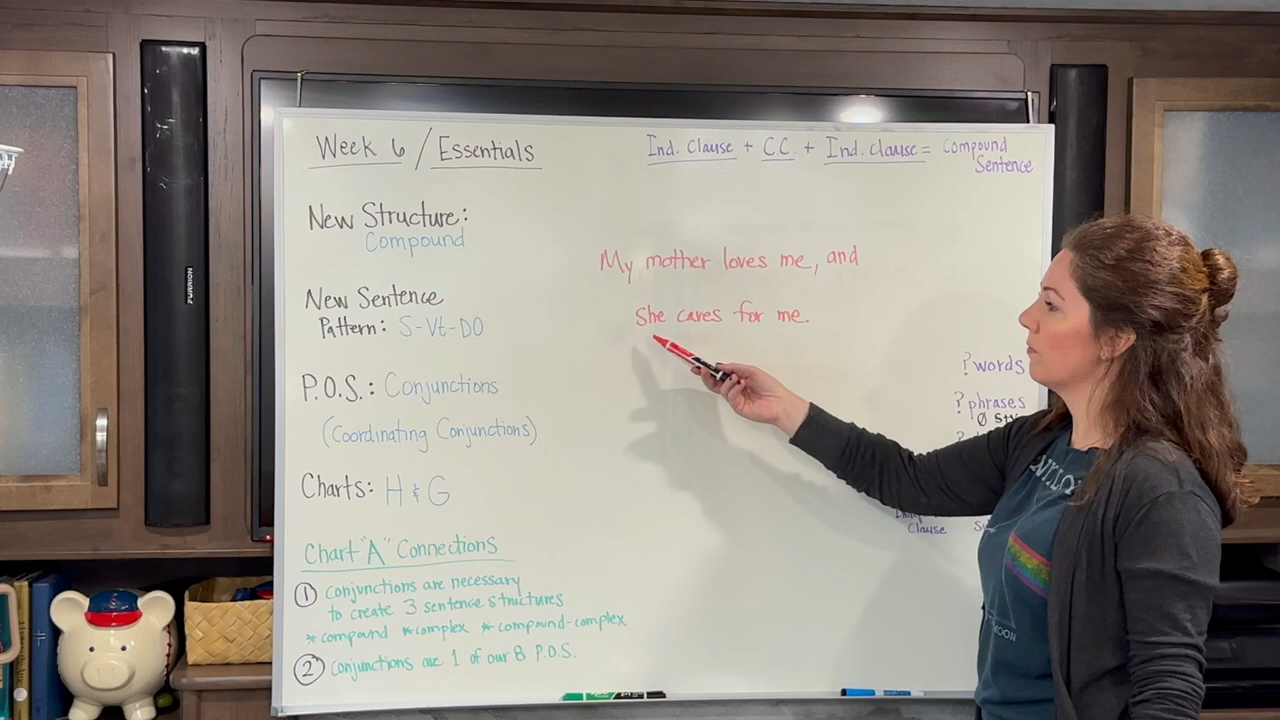 Week 6 / Essentials
Ind. Clause + C.C. + Ind. Clause = Compound
Sentence
New Structure:
Compound
My mother loves me, and
she cares for me.
New Sentence
Pattern: S-Vt-DO
P.O.S.: Conjunctions
(Coordinating Conjunctions)
Charts: H & G
Chart "A" Connections
① conjunctions are necessary
to create 3 sentence structures
* compound * complex * compound-complex
② conjunctions are 1 of our 8 P.O.S.
? words
? phrases
Clause
FURRION
MOON